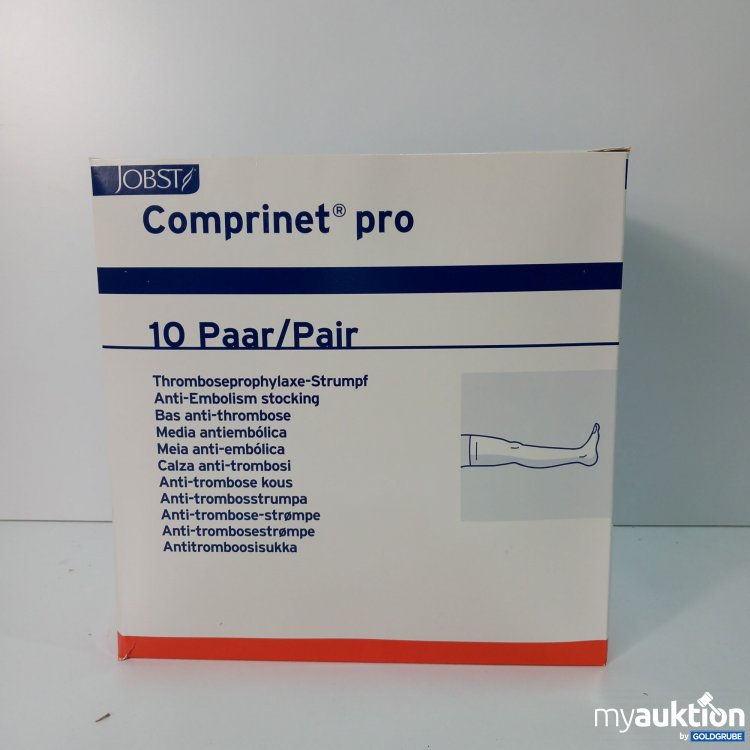 JOBST
Comprinet® pro
10 Paar/Pair
Thromboseprophylaxe-Strumpf
Anti-Embolism stocking
Bas anti-thrombose
Media antiembólica
Meia anti-embólica
Calza anti-trombosi
Anti-trombose kous
Anti-trombosstrumpa
Anti-trombose-strømpe
Anti-trombosestrømpe
Antitromboosisukka
myauktion
by GOLDGRUBE